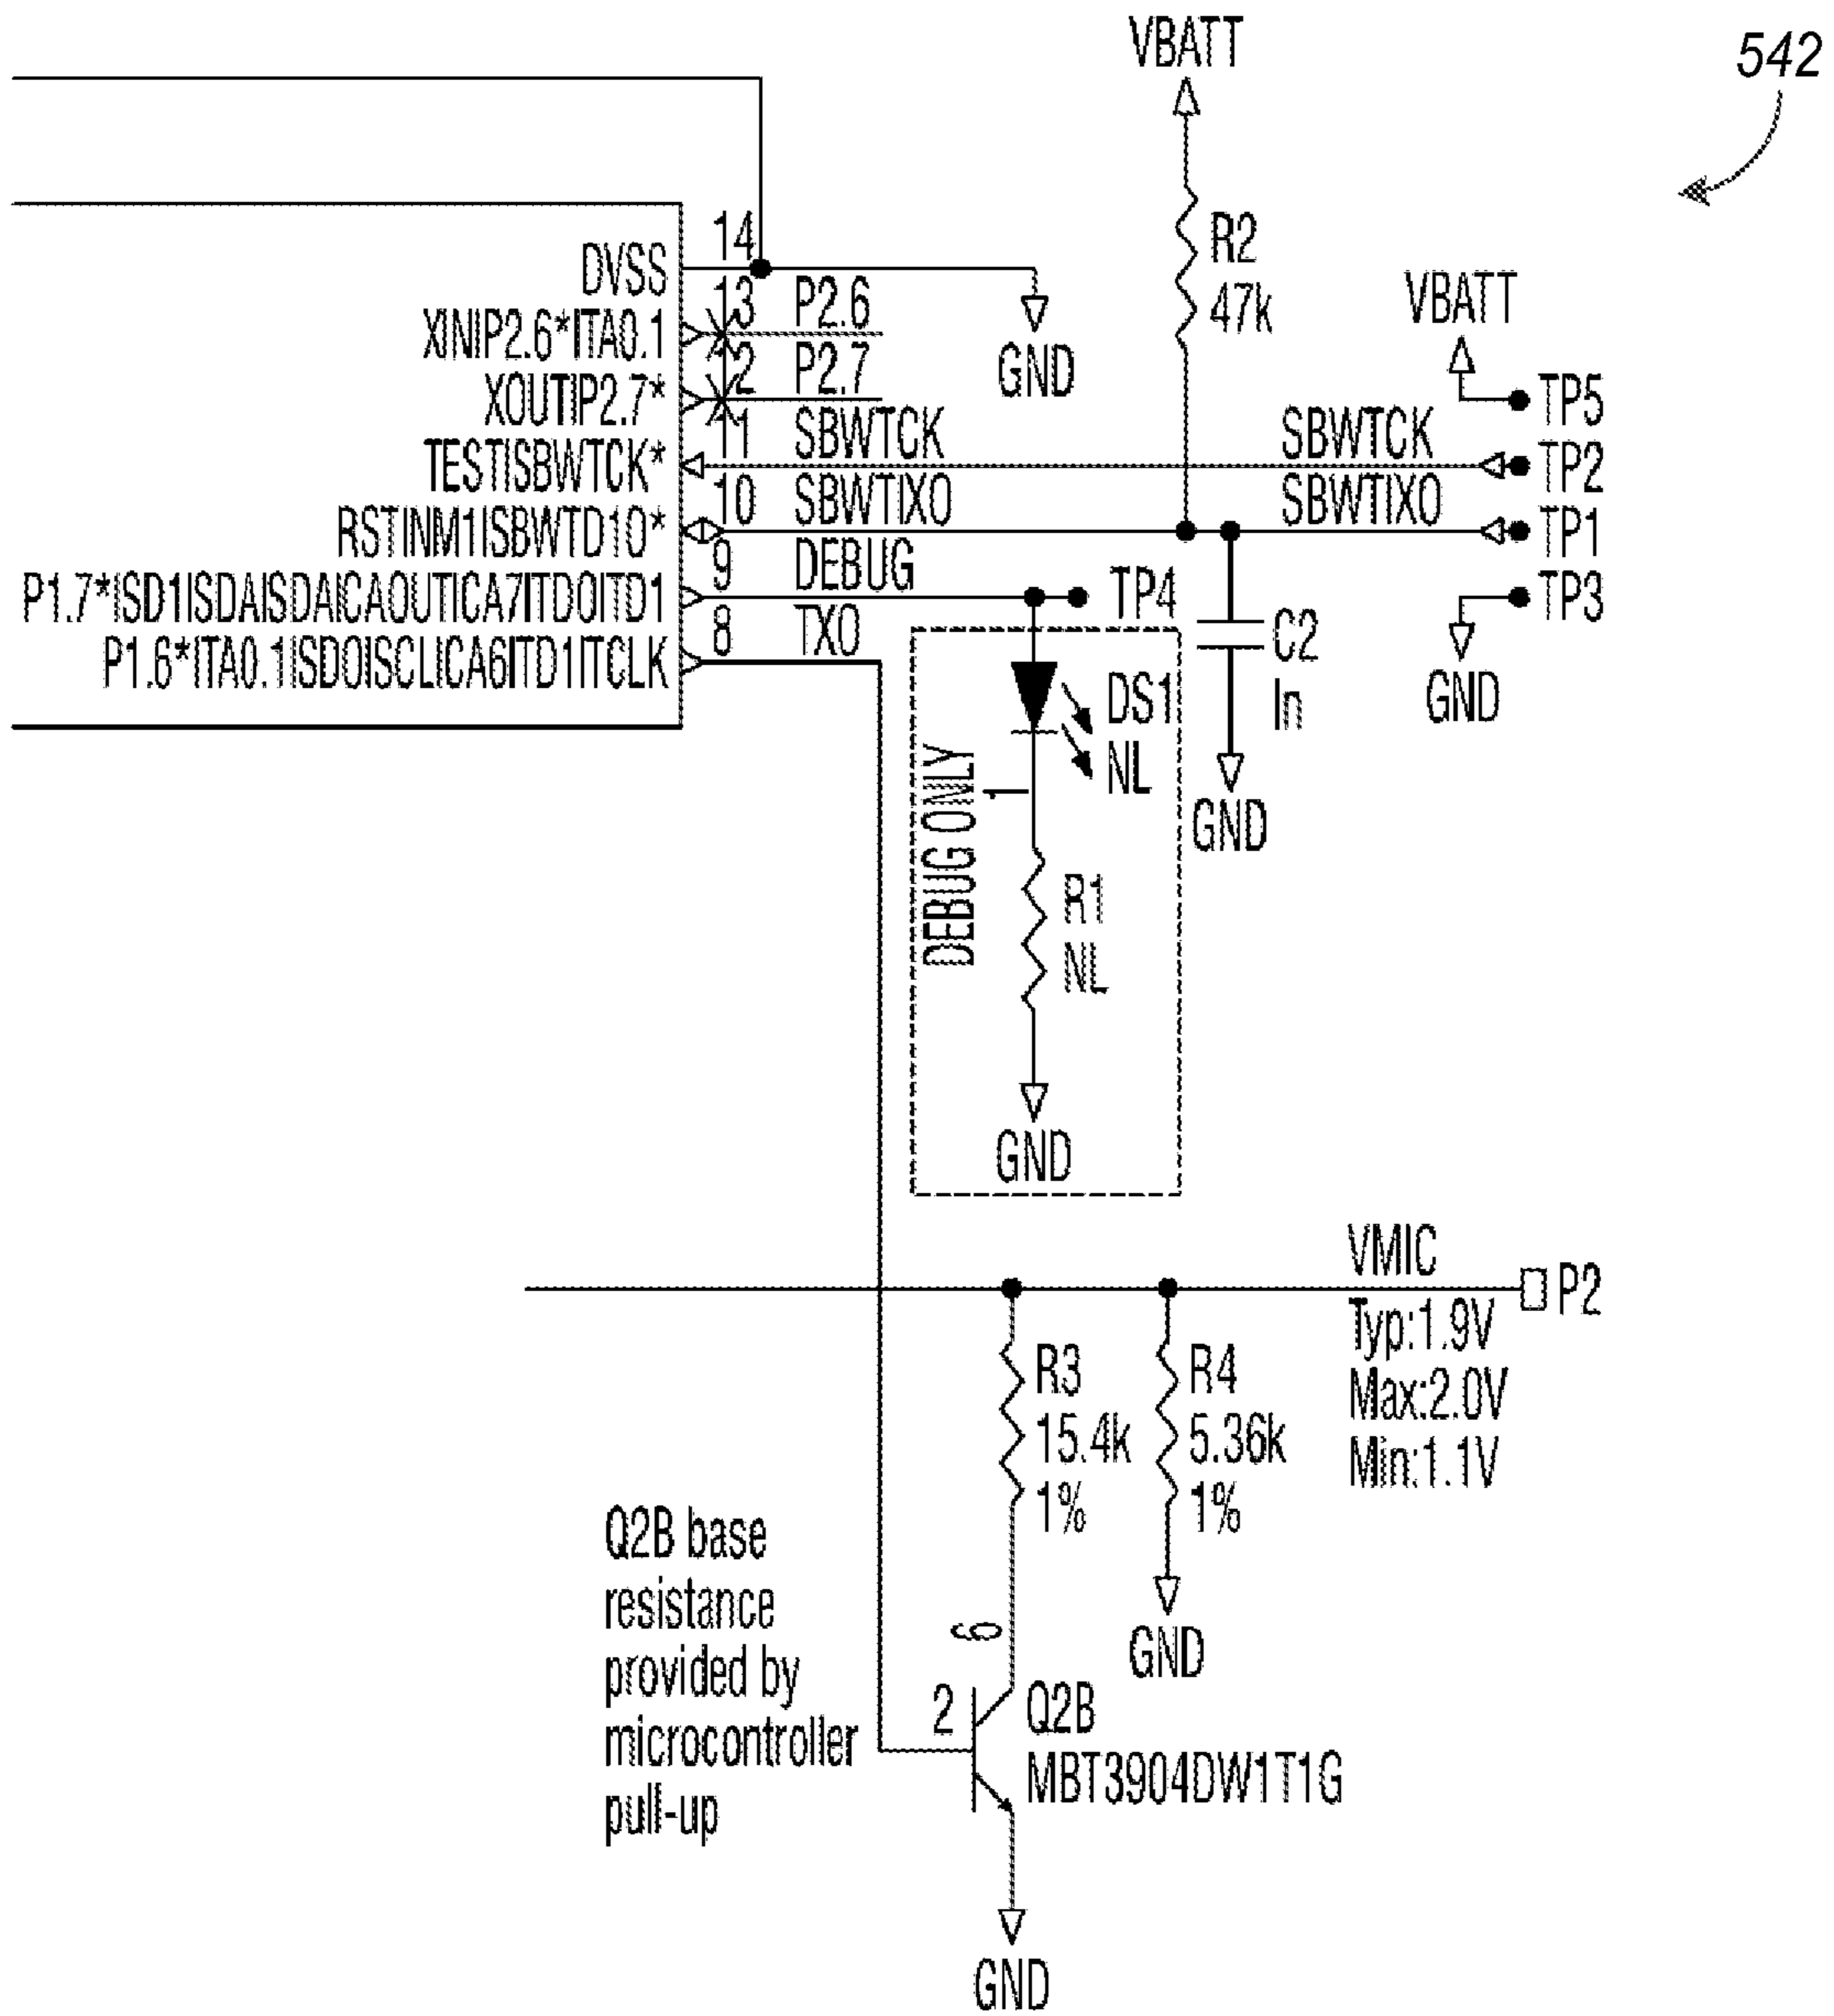 542
VBATT
14
DVSS
13 P2.6
XINIP2.6*ITA0.1
GND
R2
47k
VBATT
2 P2.7
XOUTIP2.7*
TP5
11 SBWTCK
SBWTCK
TESTISBWTCK*
TP2
10 SBWTIXO
SBWTIXO
RSTINM1ISBWTD10*
TP1
9 DEBUG
P1.7*ISD1ISDAISDAICAOUTICA7ITDOITD1
TP4
TP3
8 TXO
P1.6*ITA0.1ISDOISCLICA6ITD1ITCLK
C2
In
GND
DS1
NL
GND
DEBUG ONLY
1
R1
NL
GND
VMIC
P2
Typ:1.9V
Max:2.0V
Min:1.1V
R3
15.4k
1%
R4
5.36k
1%
GND
Q2B base
resistance
provided by
microcontroller
pull-up
6
2
Q2B
MBT3904DW1T1G
GND